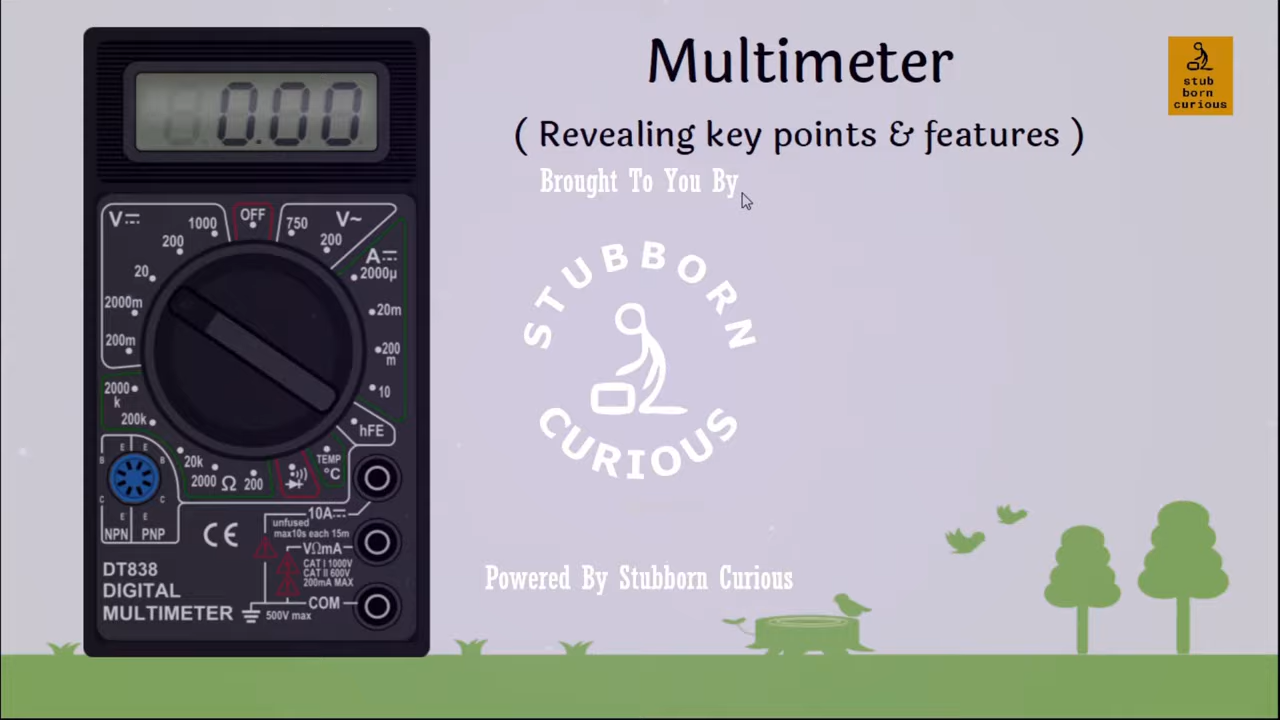 Multimeter
( Revealing key points & features )
Brought To You By
stub
born
curious
STUBBORN
CURIOUS
Powered By Stubborn Curious
0.00
V⎓
1000
OFF
750
V~
200
200
A⎓
20
2000µ
2000m
20m
200m
200
m
2000
k
10
200k
hFE
20k
2000 Ω 200
TEMP
°C
E E
B B
C C
E E
NPN PNP
CE
10A⎓
unfused
max10s each 15m
VΩmA
CAT I 1000V
CAT II 600V
200mA MAX
COM
500V max
DT838
DIGITAL
MULTIMETER